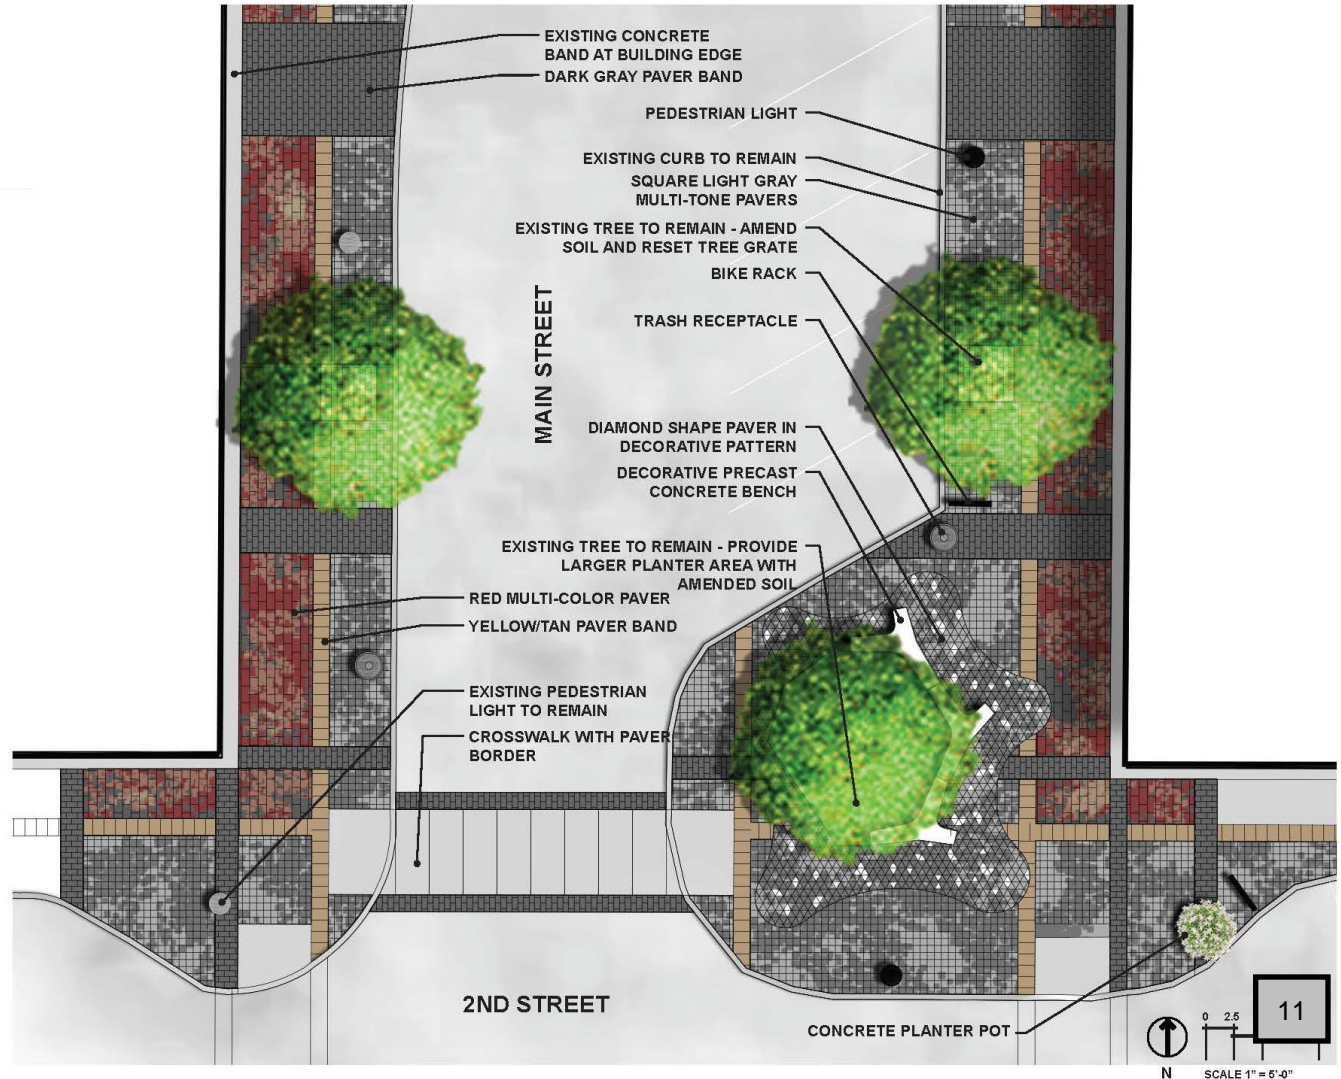 EXISTING CONCRETE
BAND AT BUILDING EDGE
DARK GRAY PAVER BAND
PEDESTRIAN LIGHT
EXISTING CURB TO REMAIN
SQUARE LIGHT GRAY
MULTI-TONE PAVERS
EXISTING TREE TO REMAIN - AMEND
SOIL AND RESET TREE GRATE
BIKE RACK
TRASH RECEPTACLE
MAIN STREET
DIAMOND SHAPE PAVER IN
DECORATIVE PATTERN
DECORATIVE PRECAST
CONCRETE BENCH
EXISTING TREE TO REMAIN - PROVIDE
LARGER PLANTER AREA WITH
AMENDED SOIL
RED MULTI-COLOR PAVER
YELLOW/TAN PAVER BAND
EXISTING PEDESTRIAN
LIGHT TO REMAIN
CROSSWALK WITH PAVER
BORDER
2ND STREET
CONCRETE PLANTER POT
N
0 2.5
11
SCALE 1" = 5'-0"